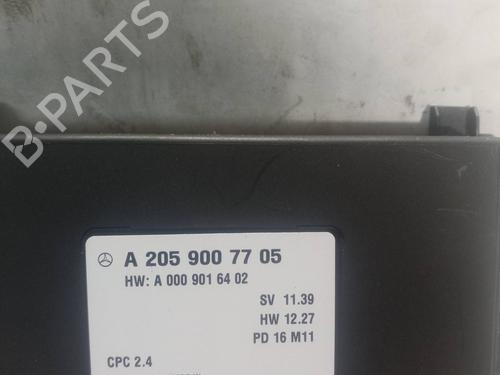 B-PARTS
A 205 900 77 05
HW: A 000 901 64 02
SV 11.39
HW 12.27
PD 16 M11
CPC 2.4